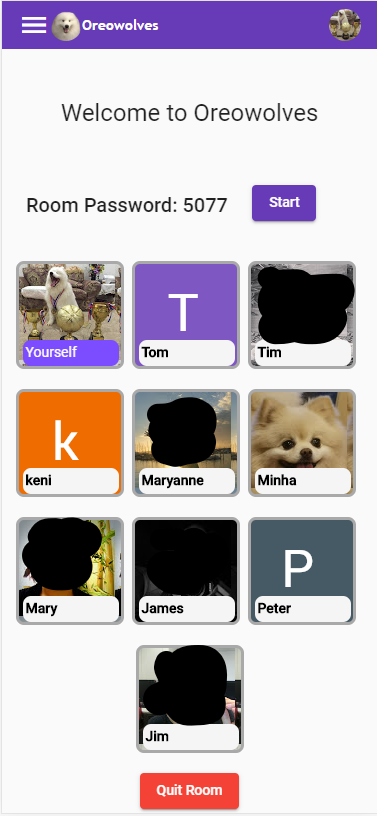 Oreowolves
Welcome to Oreowolves
Room Password: 5077
Start
Yourself
T
Tom
Tim
k
keni
Maryanne
Minha
Mary
James
P
Peter
Jim
Quit Room